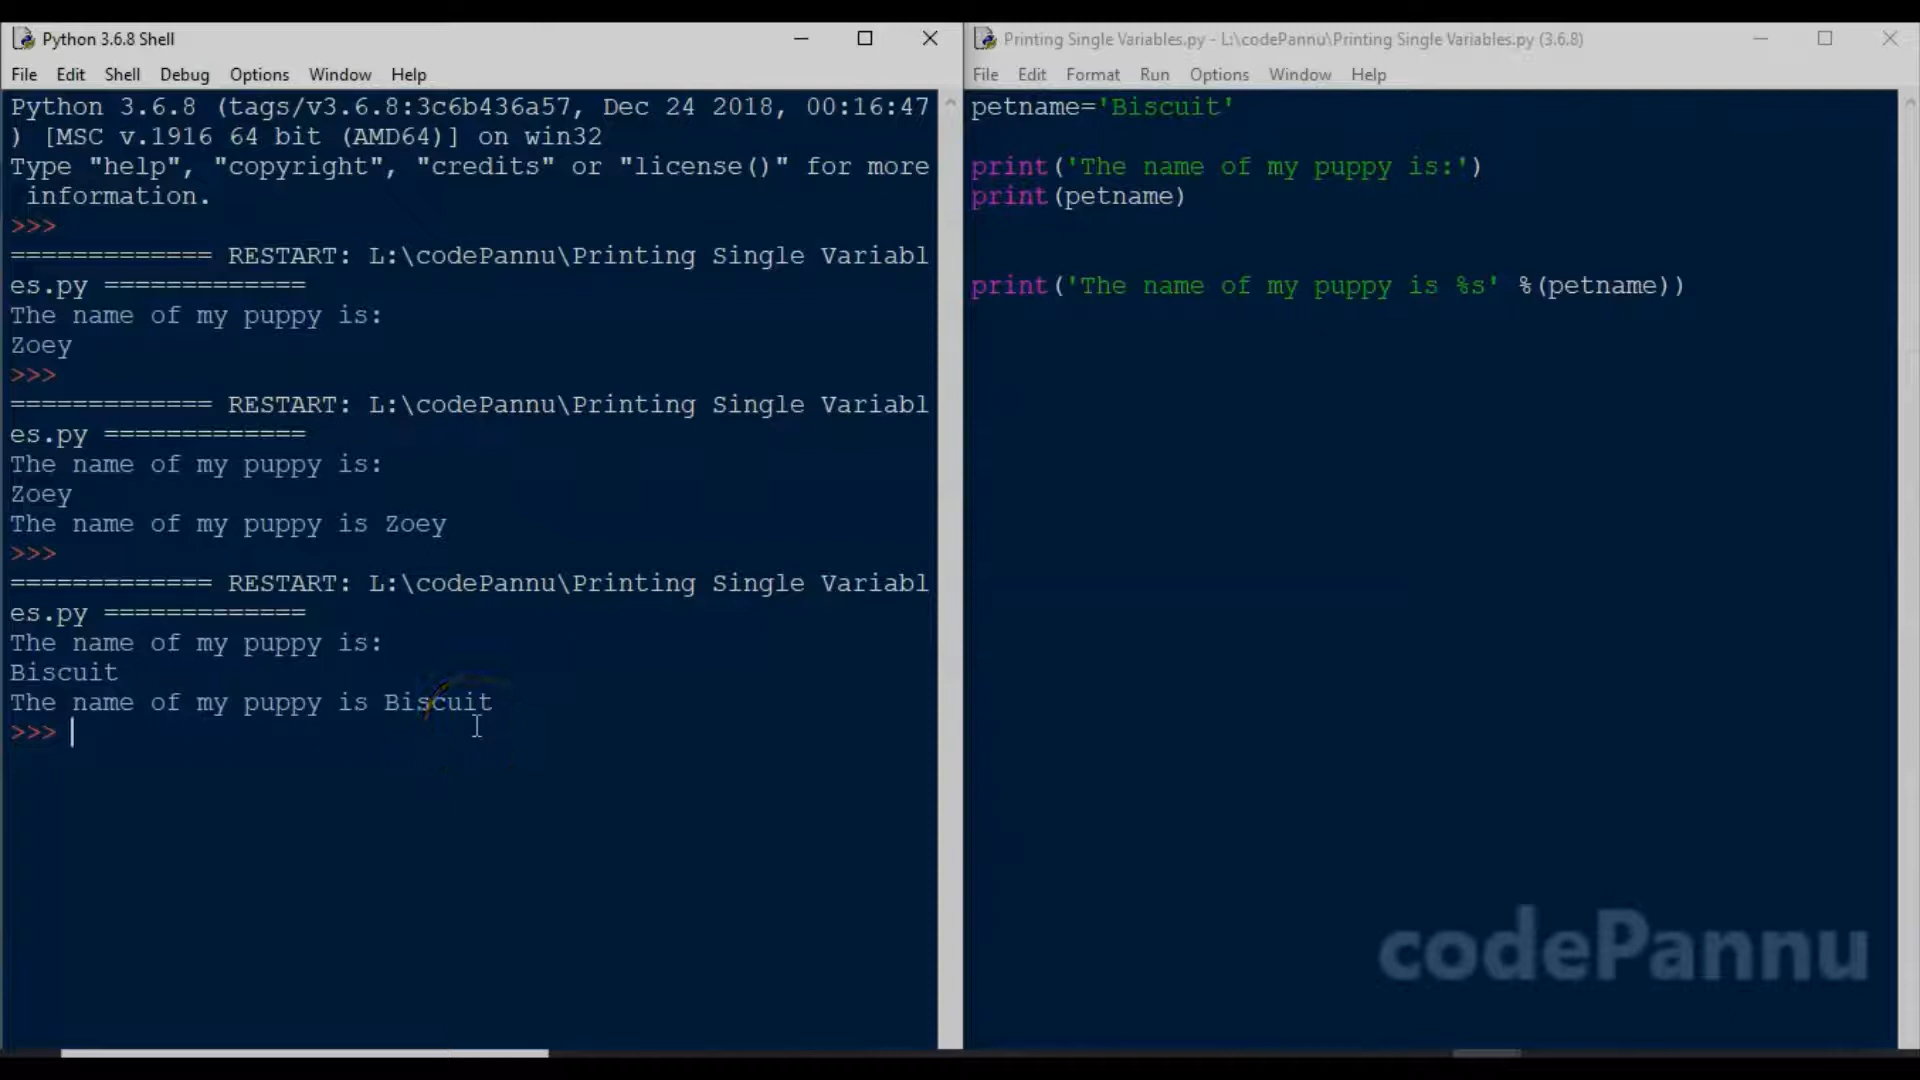 Python 3.6.8 Shell
File Edit Shell Debug Options Window Help
Python 3.6.8 (tags/v3.6.8:3c6b436a57, Dec 24 2018, 00:16:47
) [MSC v.1916 64 bit (AMD64)] on win32
Type "help", "copyright", "credits" or "license()" for more
 information.
>>>
============= RESTART: L:\codePannu\Printing Single Variabl
es.py =============
The name of my puppy is:
Zoey
>>>
============= RESTART: L:\codePannu\Printing Single Variabl
es.py =============
The name of my puppy is:
Zoey
The name of my puppy is Zoey
>>>
============= RESTART: L:\codePannu\Printing Single Variabl
es.py =============
The name of my puppy is:
Biscuit
The name of my puppy is Biscuit
>>>
Printing Single Variables.py - L:\codePannu\Printing Single Variables.py (3.6.8)
File Edit Format Run Options Window Help
petname='Biscuit'
print('The name of my puppy is:')
print(petname)
print('The name of my puppy is %s' %(petname))
codePannu